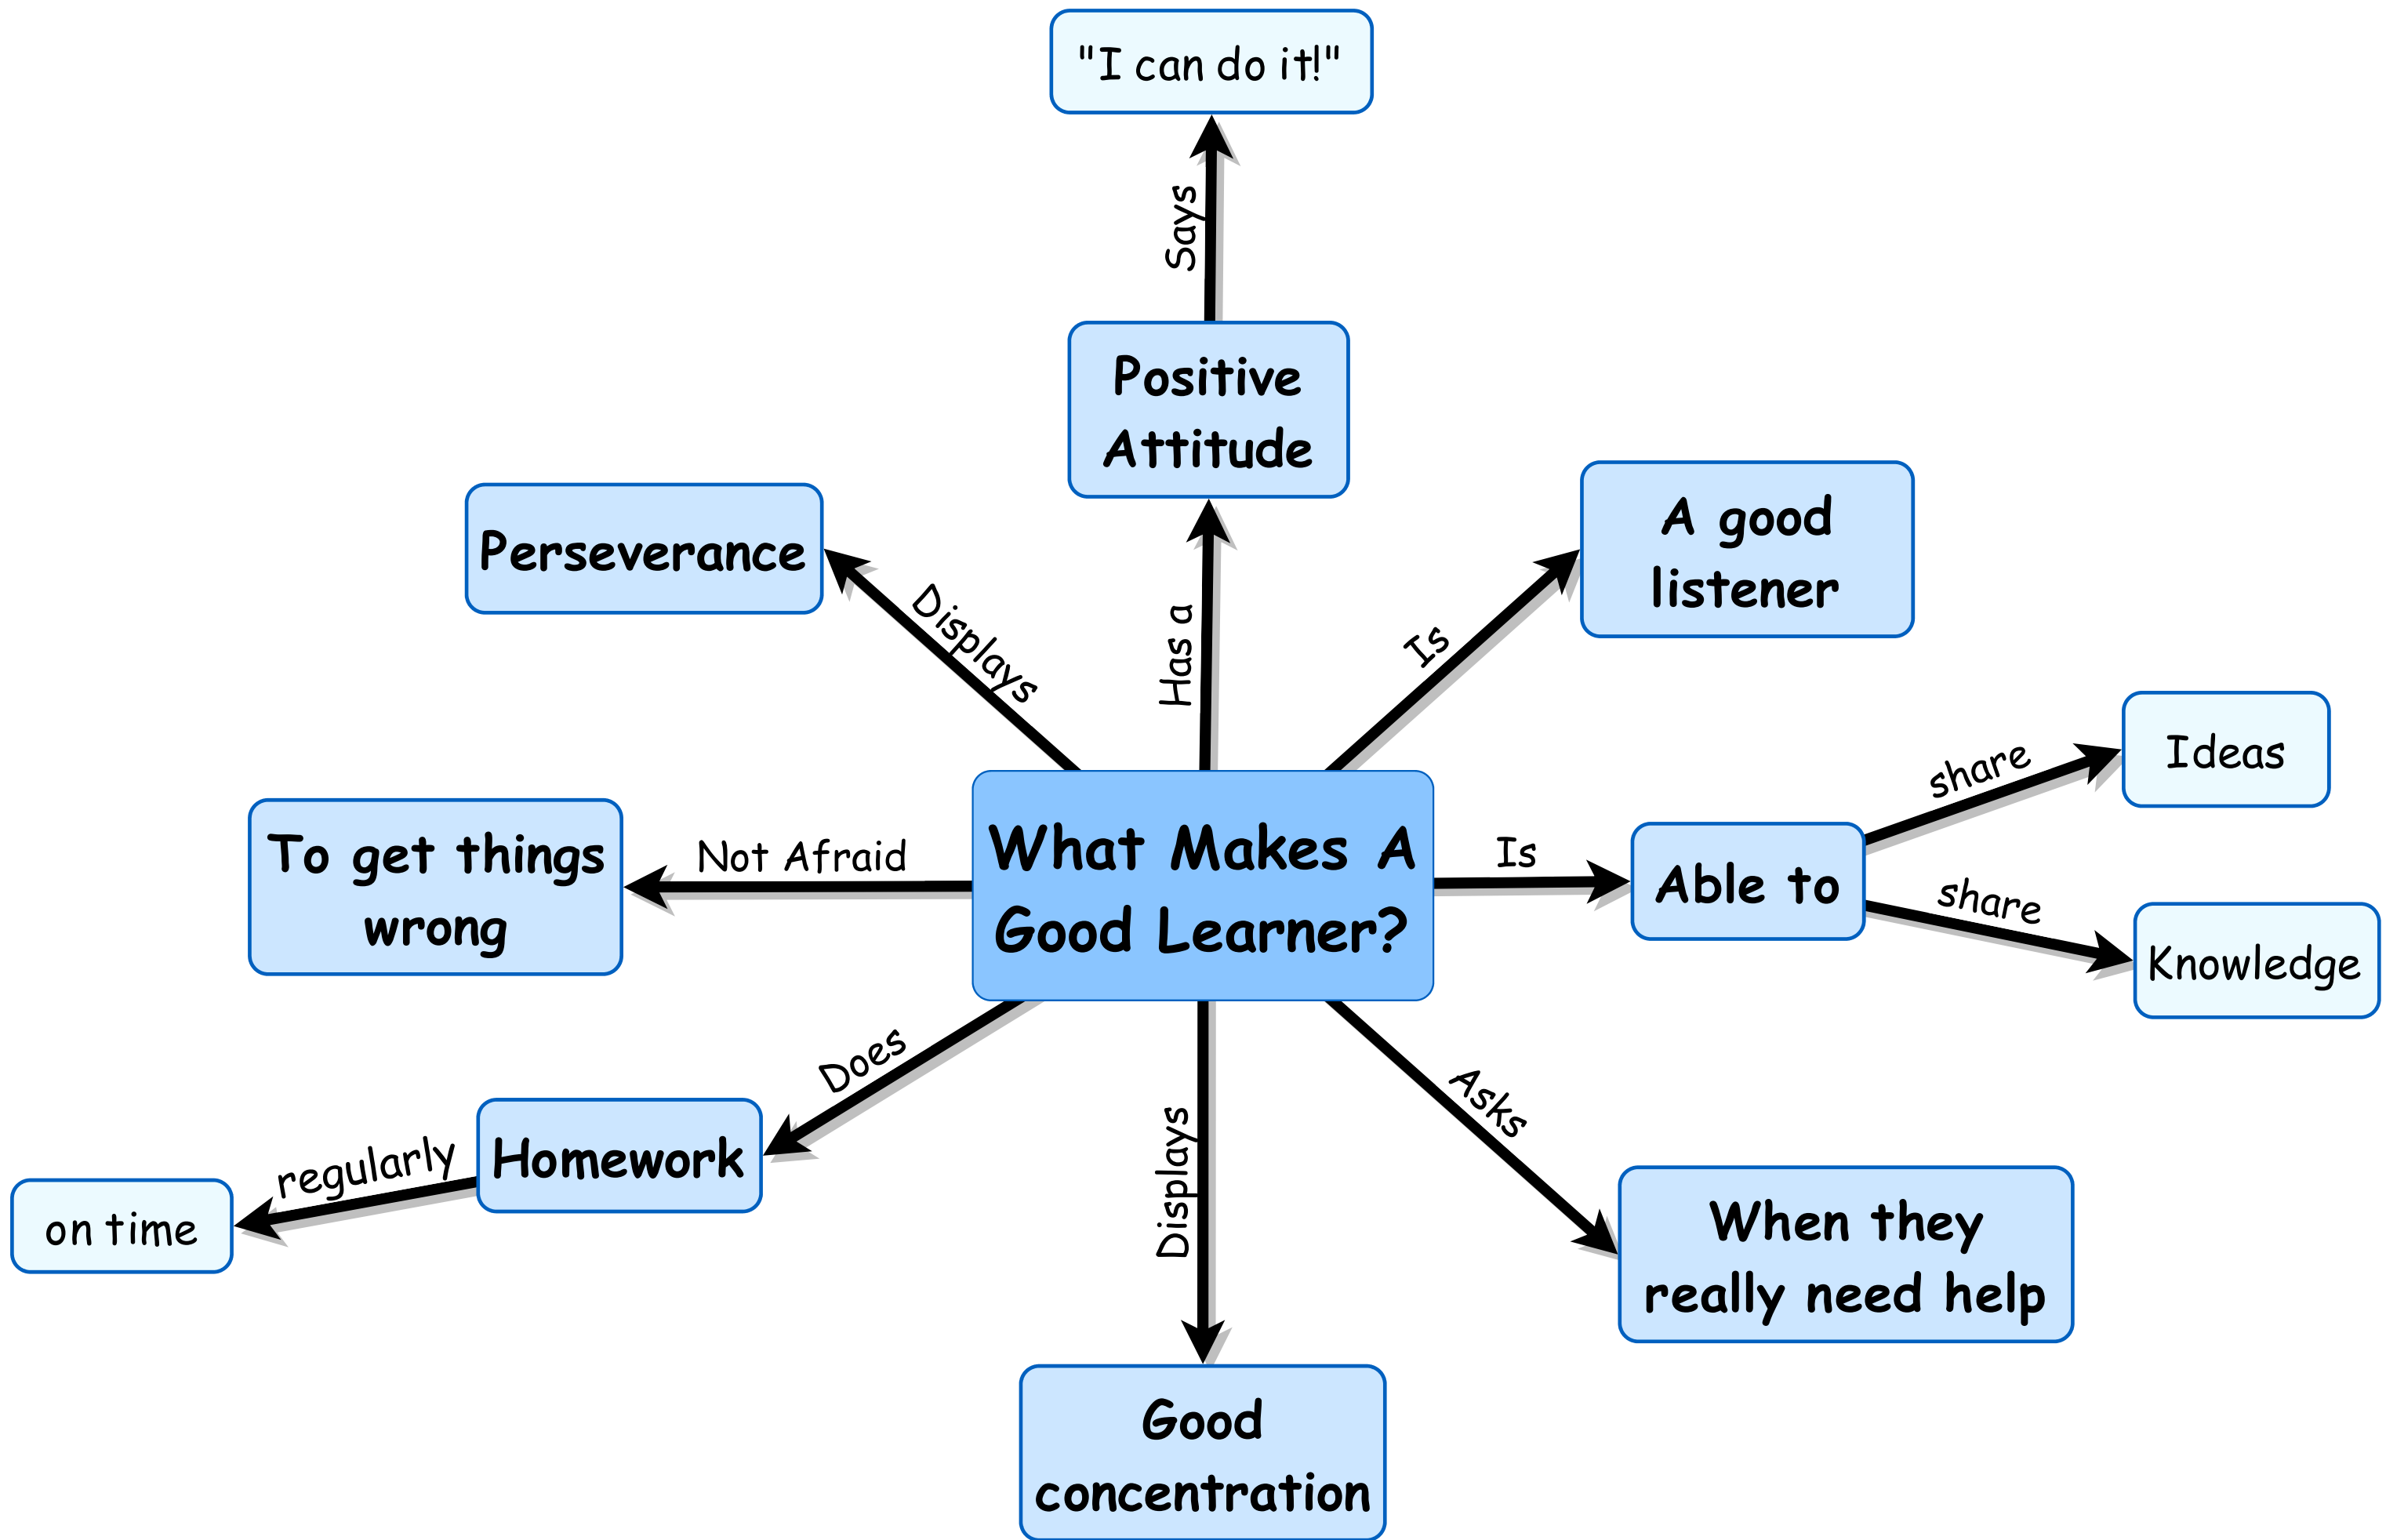 "I can do it!"
Says
Positive
Attitude
Has a
Perseverance
Displays
A good
listener
Is
What Makes A
Good Learner?
Is
Able to
share
Ideas
share
Knowledge
Not Afraid
To get things
wrong
Does
Homework
regularly
on time
Displays
Good
concentration
Asks
When they
really need help